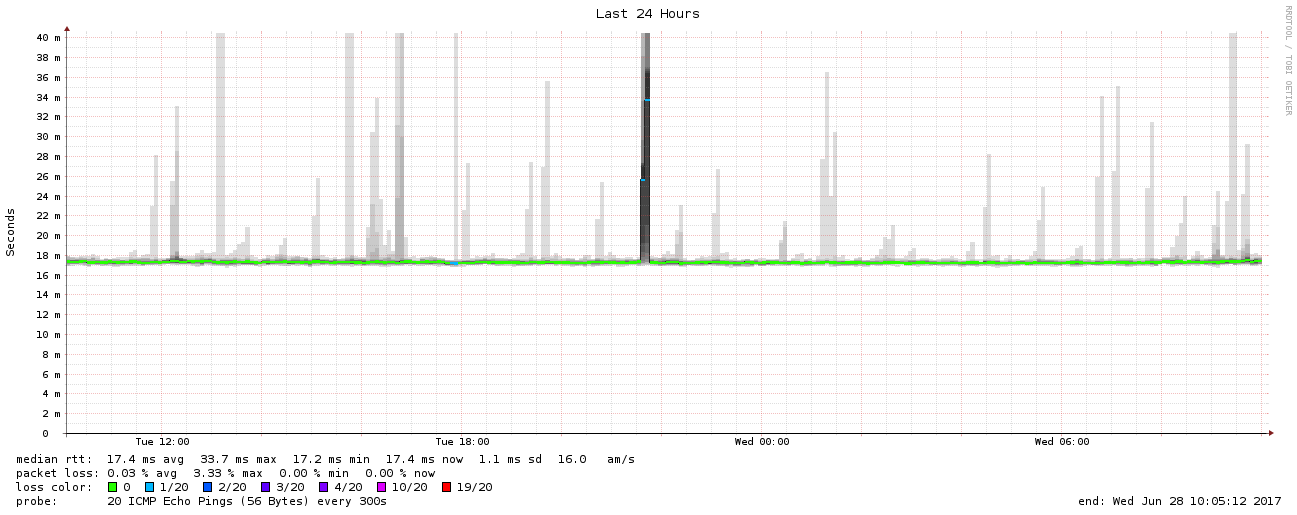 Last 24 Hours
RRDTOOL / TOBI OETIKER
Seconds
40 m
38 m
36 m
34 m
32 m
30 m
28 m
26 m
24 m
22 m
20 m
18 m
16 m
14 m
12 m
10 m
8 m
6 m
4 m
2 m
0
Tue 12:00 Tue 18:00 Wed 00:00 Wed 06:00
median rtt: 17.4 ms avg 33.7 ms max 17.2 ms min 17.4 ms now 1.1 ms sd 16.0 am/s
packet loss: 0.03 % avg 3.33 % max 0.00 % min 0.00 % now
loss color: 0 1/20 2/20 3/20 4/20 10/20 19/20
probe: 20 ICMP Echo Pings (56 Bytes) every 300s end: Wed Jun 28 10:05:12 2017